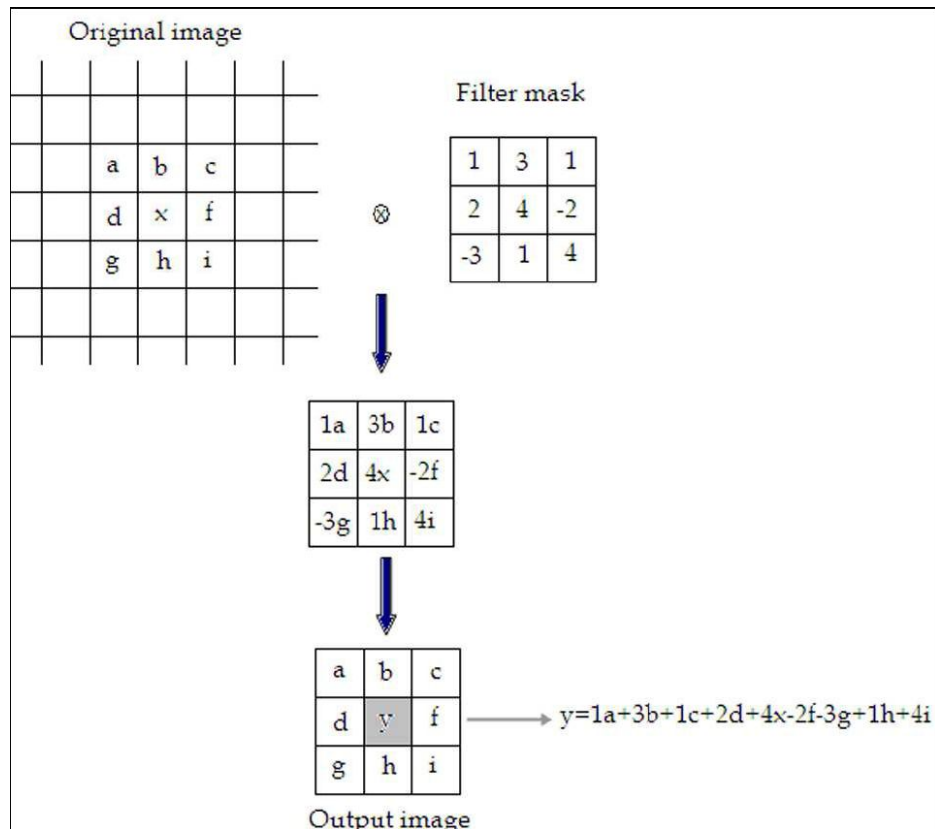 Original image
a b c
d x f
g h i
⊗
Filter mask
1 3 1
2 4 -2
-3 1 4
1a 3b 1c
2d 4x -2f
-3g 1h 4i
a b c
d y f
g h i
y=1a+3b+1c+2d+4x-2f-3g+1h+4i
Output image